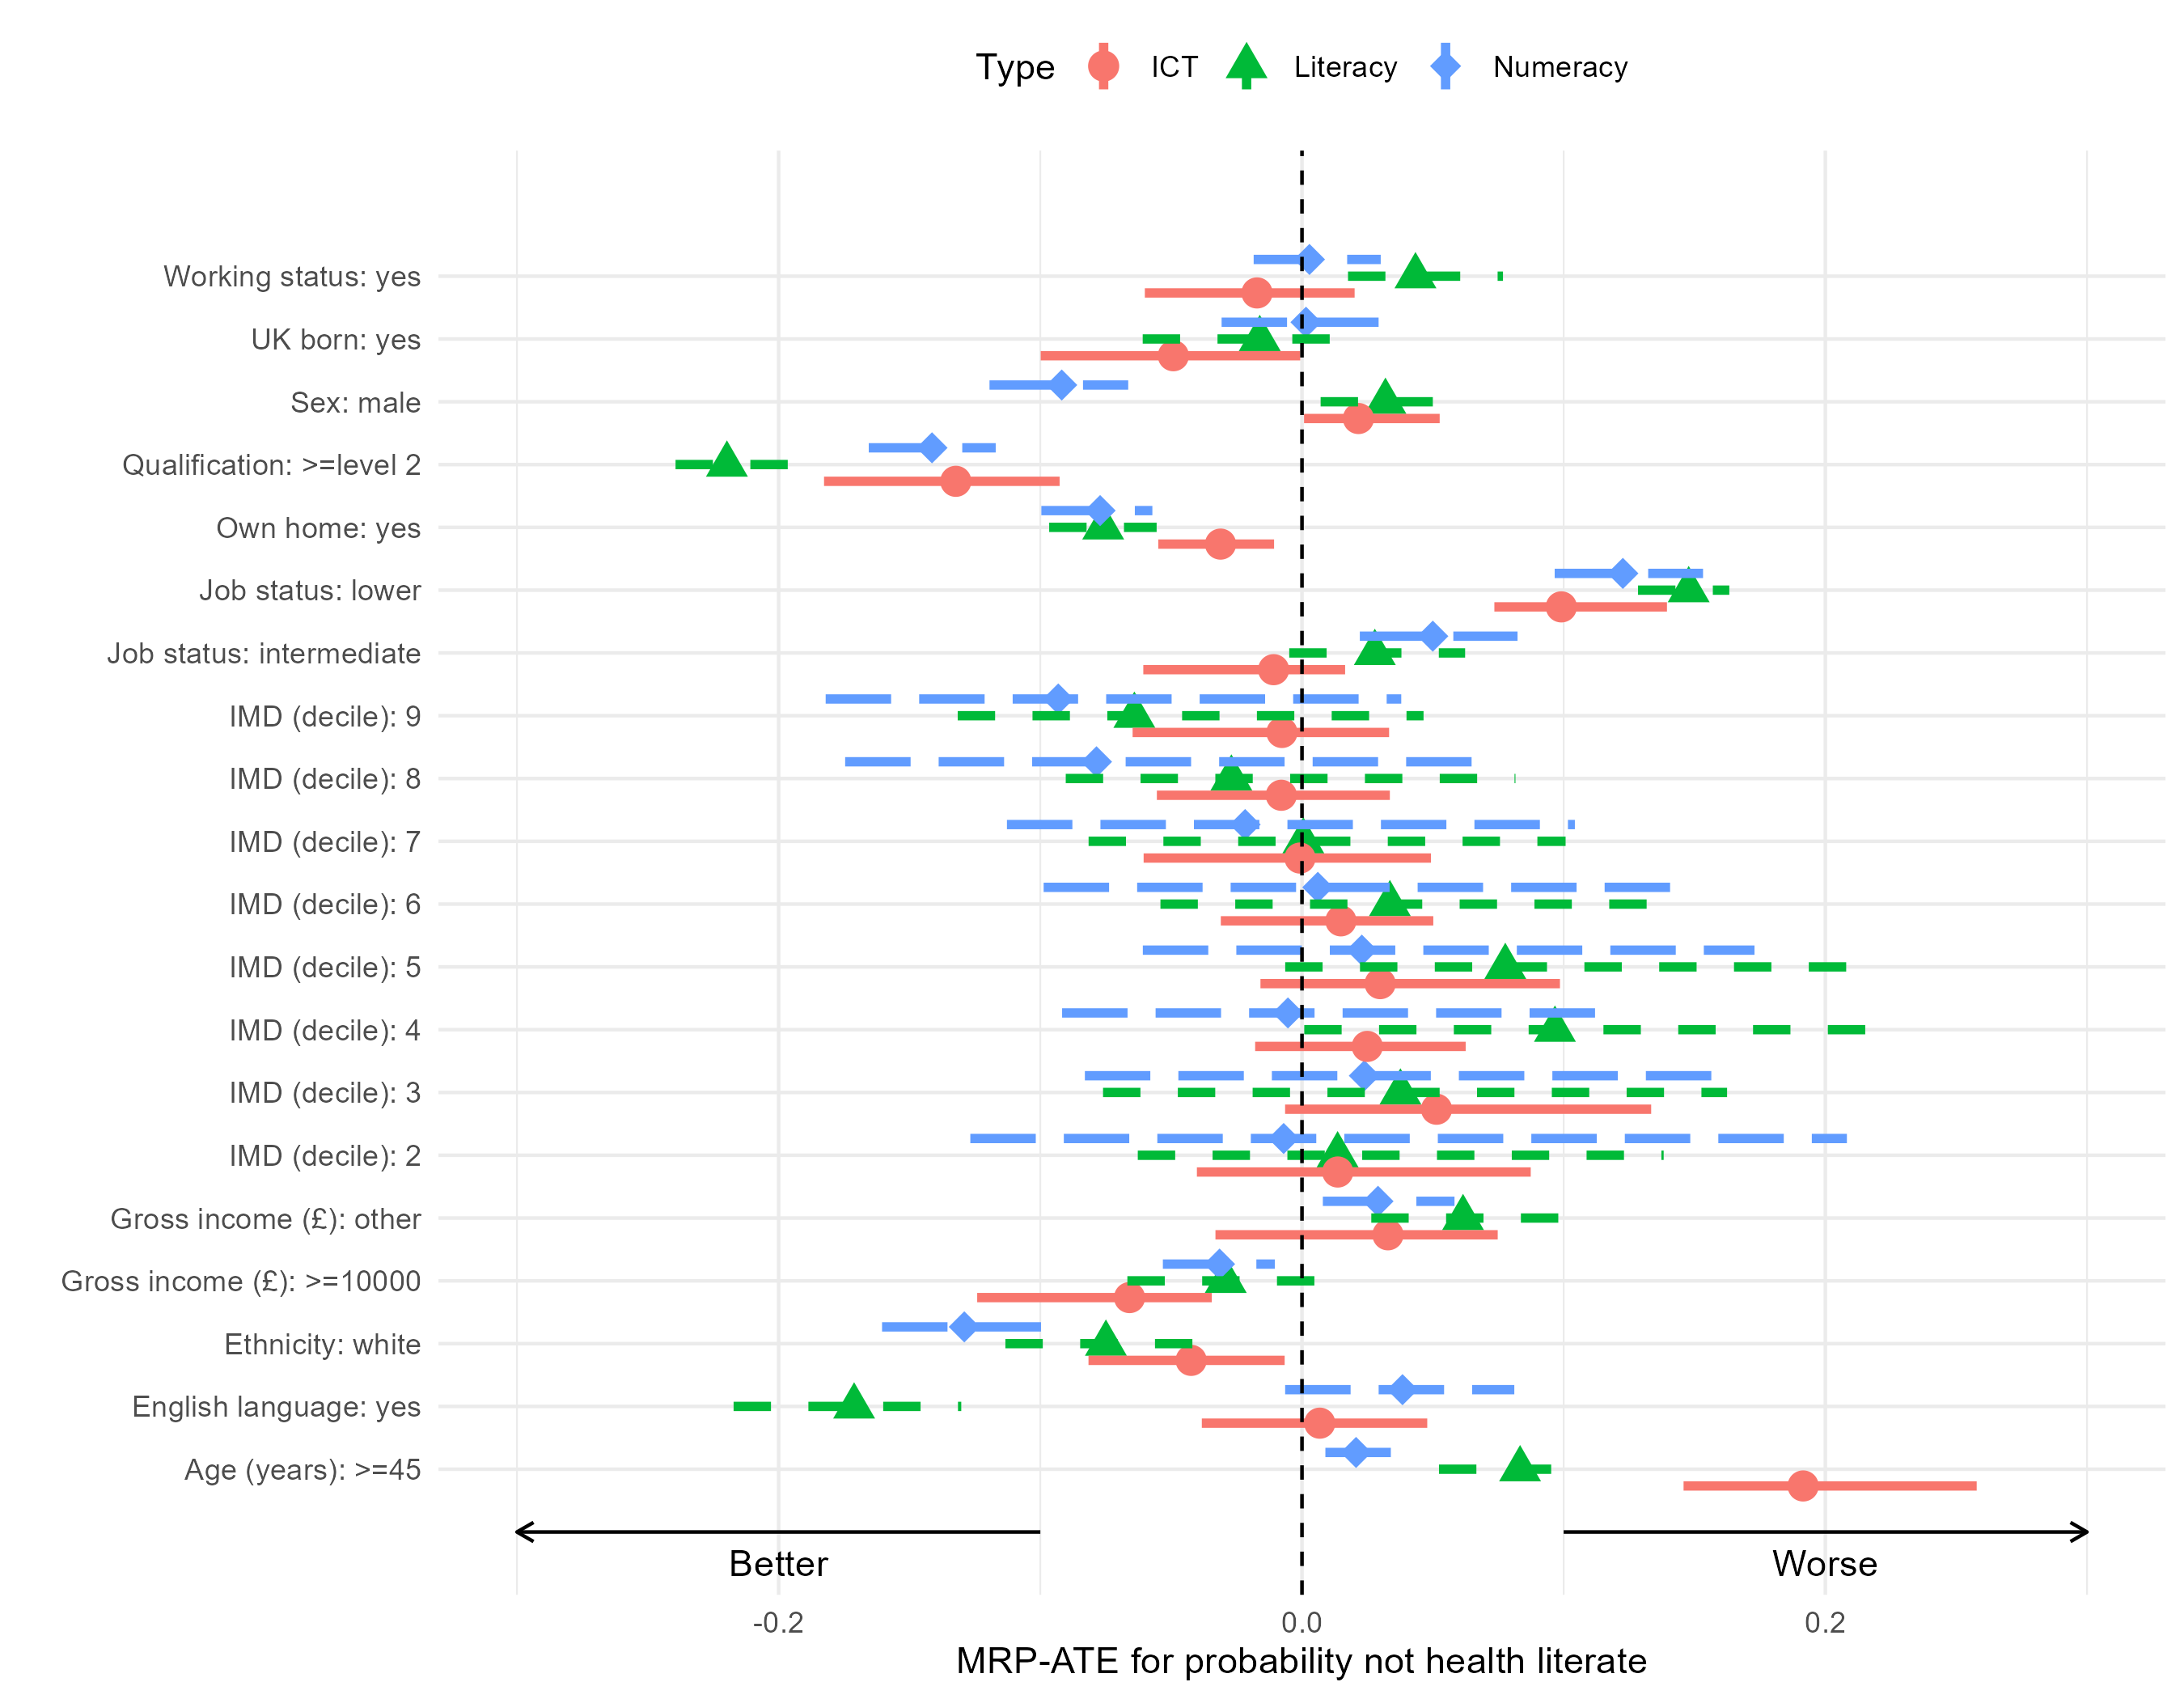 Type ICT Literacy Numeracy
Working status: yes
UK born: yes
Sex: male
Qualification: >=level 2
Own home: yes
Job status: lower
Job status: intermediate
IMD (decile): 9
IMD (decile): 8
IMD (decile): 7
IMD (decile): 6
IMD (decile): 5
IMD (decile): 4
IMD (decile): 3
IMD (decile): 2
Gross income (£): other
Gross income (£): >=10000
Ethnicity: white
English language: yes
Age (years): >=45
Better Worse
-0.2 0.0 0.2
MRP-ATE for probability not health literate